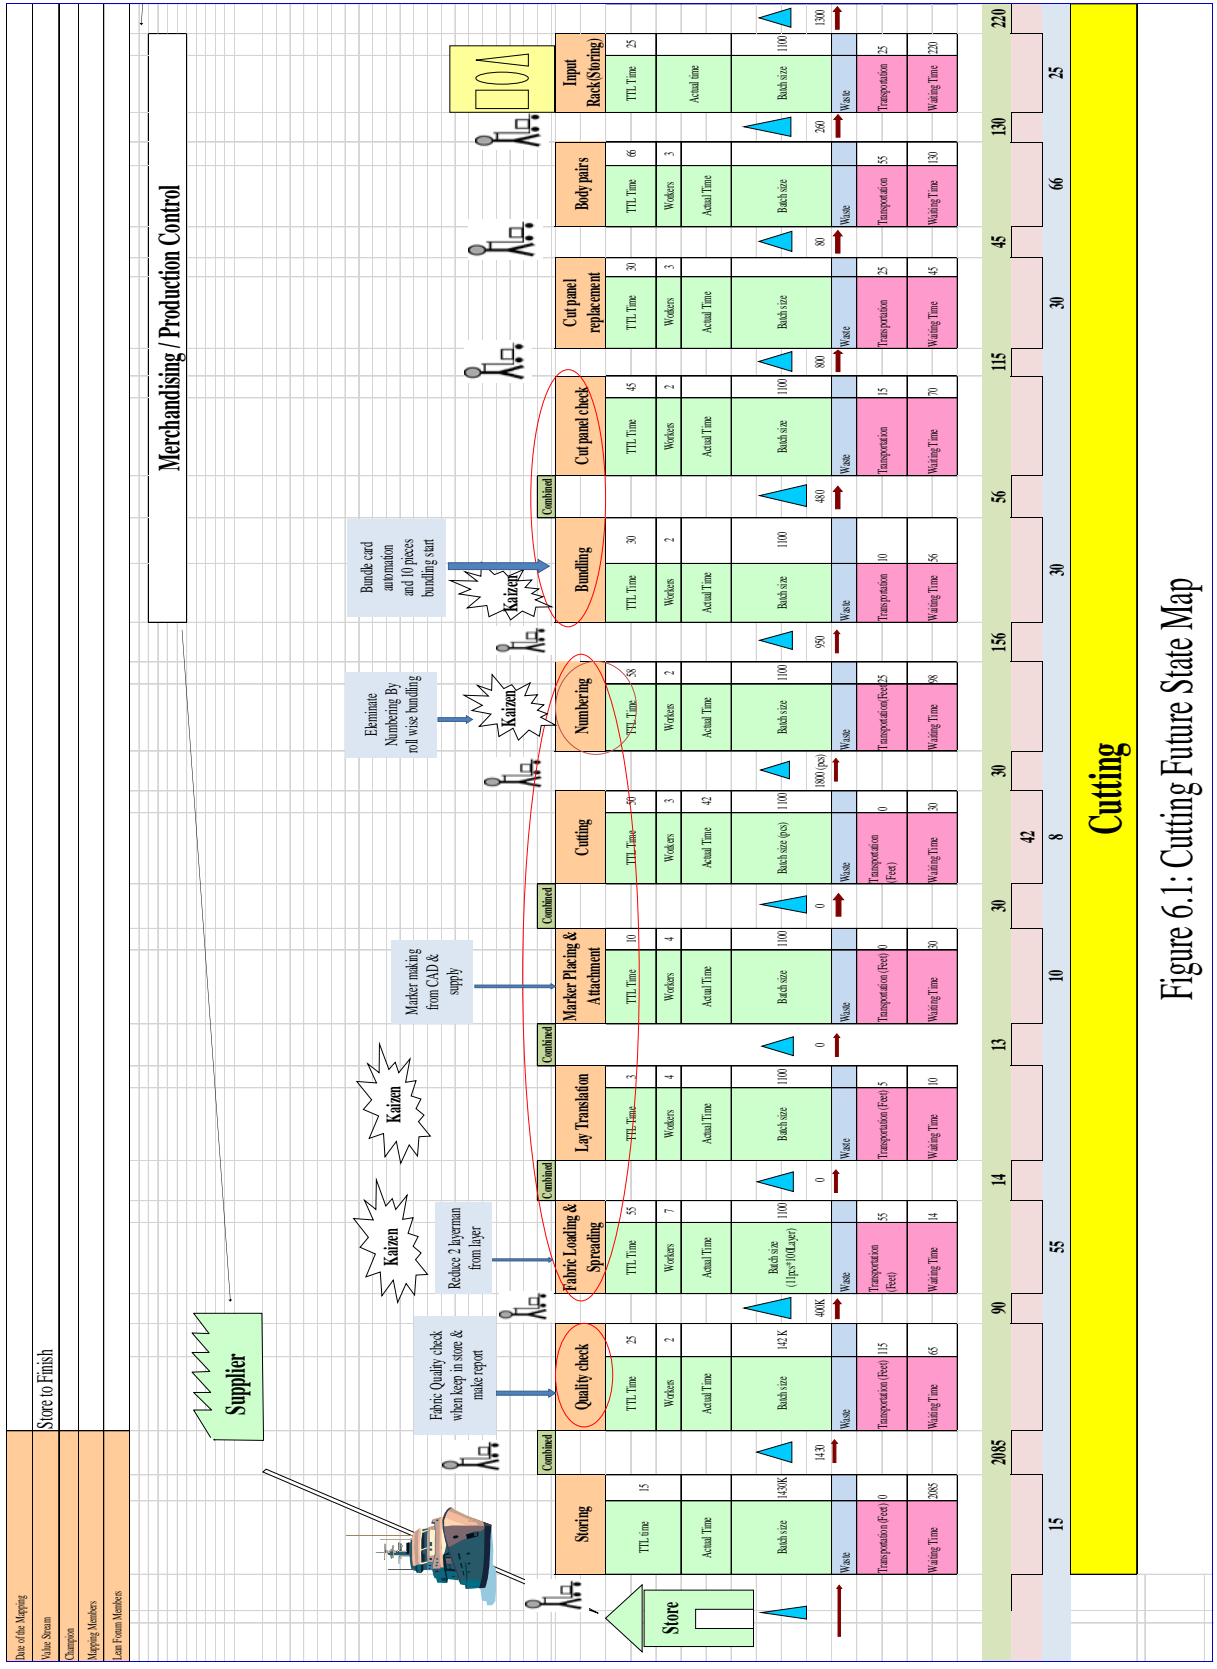 Date of the Mapping
Value Stream
Store to Finish
Champion
Mapping Members
Lean Forum Members
Merchandising / Production Control
Supplier
Store
Fabric Quality check
when keep in store &
make report
Reduce 2 layerman
from layer
Kaizen
Kaizen
Marker making
from CAD &
supply
Eleminate
Numbering By
roll wise bundling
Kaizen
Bundle card
automation
and 10 pieces
bundling start
Kaizen
Storing
TTL time 15
Actual Time
Batch size 1430K
Waste
Transportation (Feet) 0
Waiting Time 2085
Combined
1430
Quality check
TTL Time 25
Workers 2
Actual Time
Batch size 142 K
Waste
Transportation (Feet) 115
Waiting Time 65
400K
Fabric Loading &
Spreading
TTL Time 55
Workers 7
Actual Time
Batch size
(11pcs*100Layer) 1100
Waste
Transportation
(Feet) 55
Waiting Time 14
Combined
0
Lay Translation
TTL Time 3
Workers 4
Actual Time
Batch size 1100
Waste
Transportation (Feet) 5
Waiting Time 10
Combined
0
Marker Placing &
Attachment
TTL Time 10
Workers 4
Actual Time
Batch size 1100
Waste
Transportation (Feet) 0
Waiting Time 30
Combined
0
Cutting
TTL Time 50
Workers 3
Actual Time 42
Batch size (pcs) 1100
Waste
Transportation
(Feet) 0
Waiting Time 30
1800 (pcs)
Numbering
TTL Time 58
Workers 2
Actual Time
Batch size 1100
Waste
Transportation(Feet) 25
Waiting Time 98
950
Bundling
TTL Time 30
Workers 2
Actual Time
Batch size 1100
Waste
Transportation 10
Waiting Time 56
Combined
480
Cut panel check
TTL Time 45
Workers 2
Actual Time
Batch size 1100
Waste
Transportation 15
Waiting Time 70
800
Cut panel
replacement
TTL Time 30
Workers 3
Actual Time
Batch size
Waste
Transportation 25
Waiting Time 45
80
Body pairs
TTL Time 66
Workers 3
Actual Time
Batch size
Waste
Transportation 55
Waiting Time 130
260
Input
Rack(Storing)
TTL Time 25
Actual time
Batch size 1100
Waste
Transportation 25
Waiting Time 220
1300
2085 90 14 13 30 30 156 56 115 45 130 220
42
15 55 10 8 30 30 66 25
Cutting
Figure 6.1: Cutting Future State Map